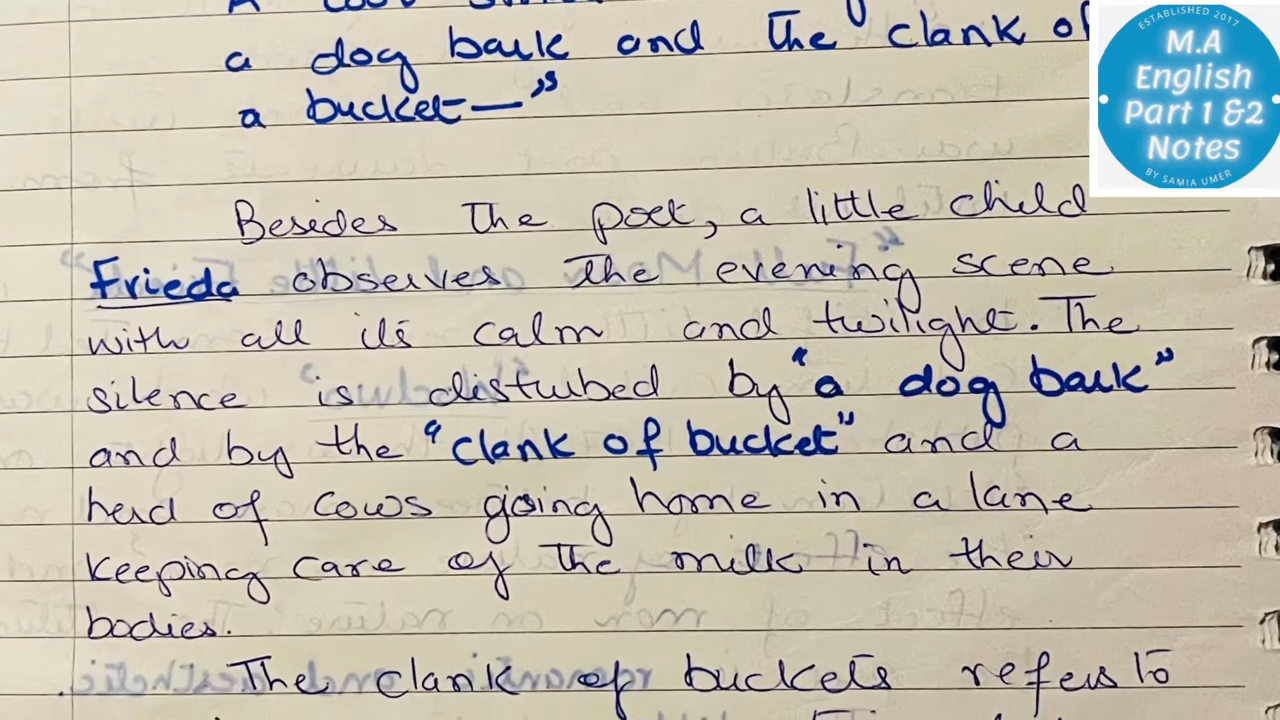 a dog bark and the clank of
a bucket—”
Besides the poet, a little child
Frieda observes the evening scene
with all its calm and twilight. The
silence is disturbed by “a dog bark”
and by the “clank of bucket” and a
herd of cows going home in a lane
keeping care of the milk in their
bodies.
The clank of buckets refers to
ESTABLISHED 2017
M.A
English
Part 1 &2
Notes
BY SAMIA UMER